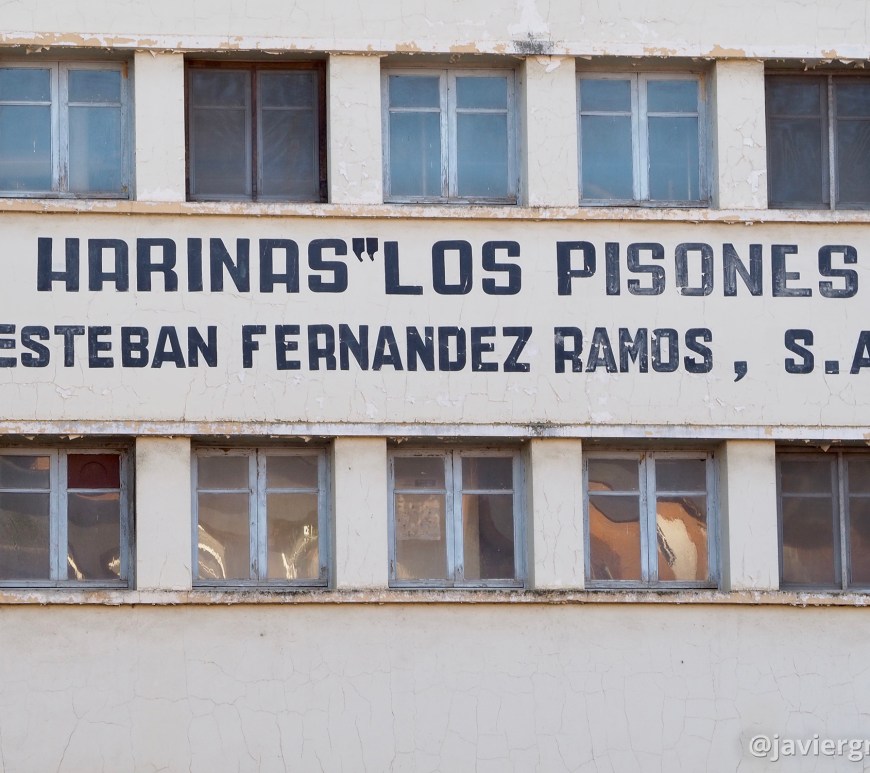 HARINAS "LOS PISONES
ESTEBAN FERNANDEZ RAMOS, S.A
@javiergr